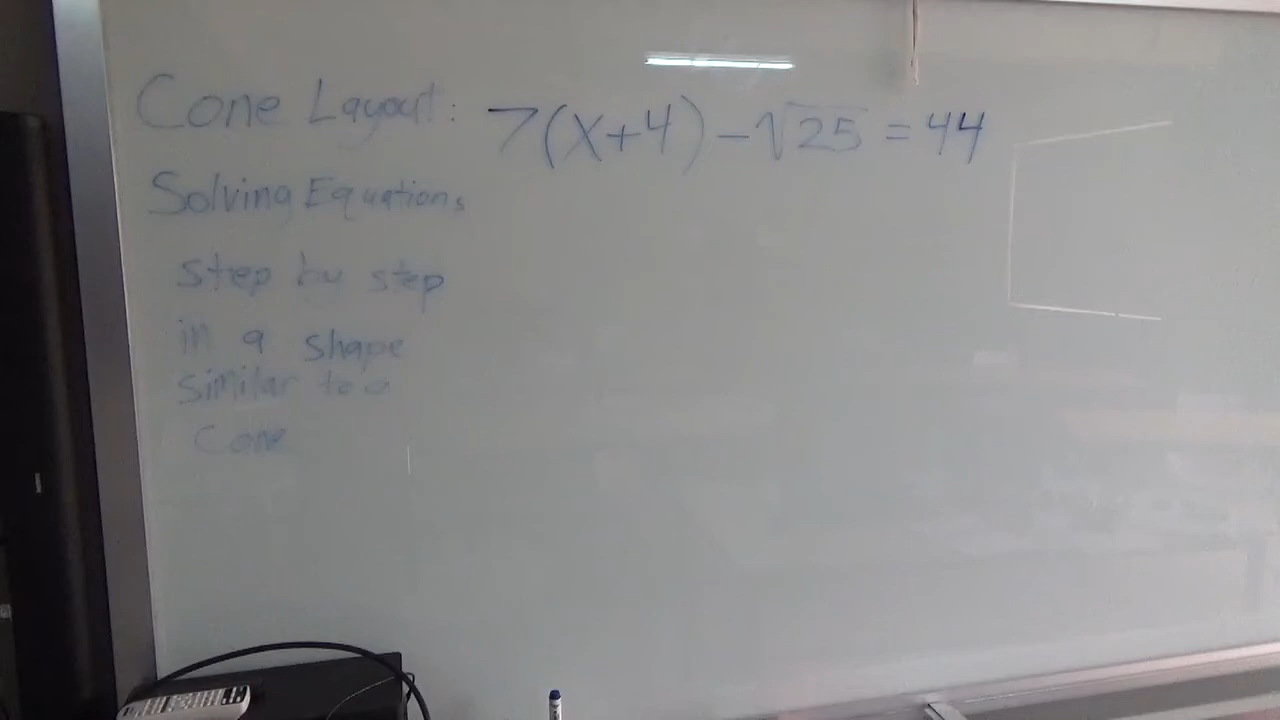 Cone Layout: 7(x+4)-√25 = 44
Solving Equations
step by step
in a shape
similar to a
Cone